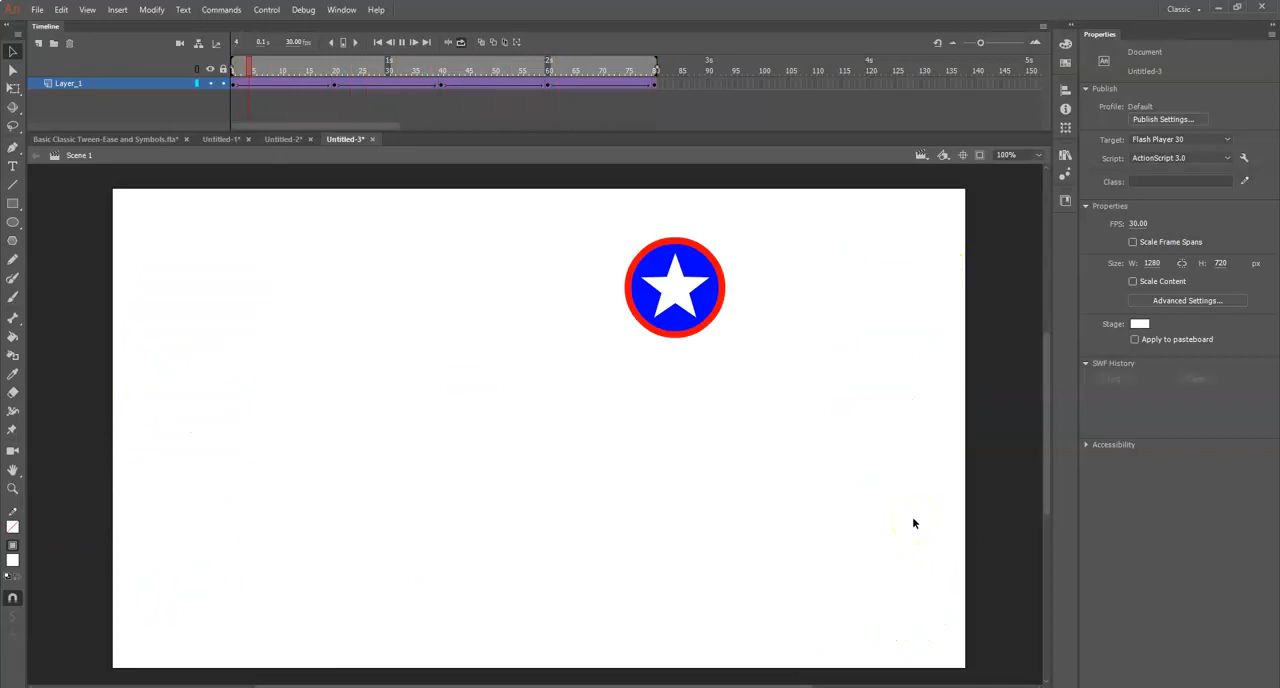 An File Edit View Insert Modify Text Commands Control Debug Window Help Classic
Timeline
Properties
4 0.1 s 30.00 fps
1s 2s 3s 4s 5s
5 10 15 20 25 30 35 40 45 50 55 60 65 70 75 85 90 95 100 105 110 115 120 125 130 135 140 145 150
Layer_1
Basic Classic Tween-Ease and Symbols.fla* Untitled-1* Untitled-2* Untitled-3*
Scene 1 100%
An Document
Untitled-3
Publish
Profile: Default
Publish Settings...
Target: Flash Player 30
Script: ActionScript 3.0
Class:
Properties
FPS: 30.00
Scale Frame Spans
Size: W: 1280 H: 720 px
Scale Content
Advanced Settings...
Stage:
Apply to pasteboard
SWF History
Accessibility